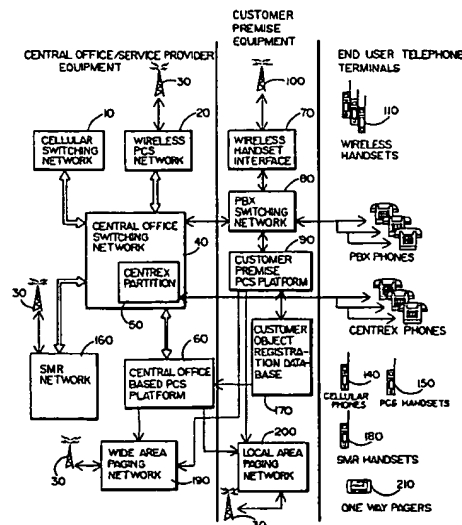 CUSTOMER
PREMISE
EQUIPMENT
CENTRAL OFFICE/SERVICE PROVIDER
EQUIPMENT
END USER TELEPHONE
TERMINALS
30
100
10
20
70
110
CELLULAR
SWITCHING
NETWORK
WIRELESS
PCS
NETWORK
WIRELESS
HANDSET
INTERFACE
WIRELESS
HANDSETS
80
PBX
SWITCHING
NETWORK
CENTRAL OFFICE
SWITCHING
NETWORK
40
90
CUSTOMER
PREMISE
PCS PLATFORM
PBX PHONES
CENTREX
PARTITION
30
50
60
160
SMR
NETWORK
CENTRAL OFFICE
BASED PCS
PLATFORM
CUSTOMER
OBJECT
REGISTRA-
TION DATA-
BASE
170
CENTREX PHONES
140
CELLULAR
PHONES
150
PCS HANDSETS
200
30
WIDE AREA
PAGING
NETWORK
190
LOCAL AREA
PAGING
NETWORK
180
SMR HANDSETS
30
210
ONE WAY PAGERS